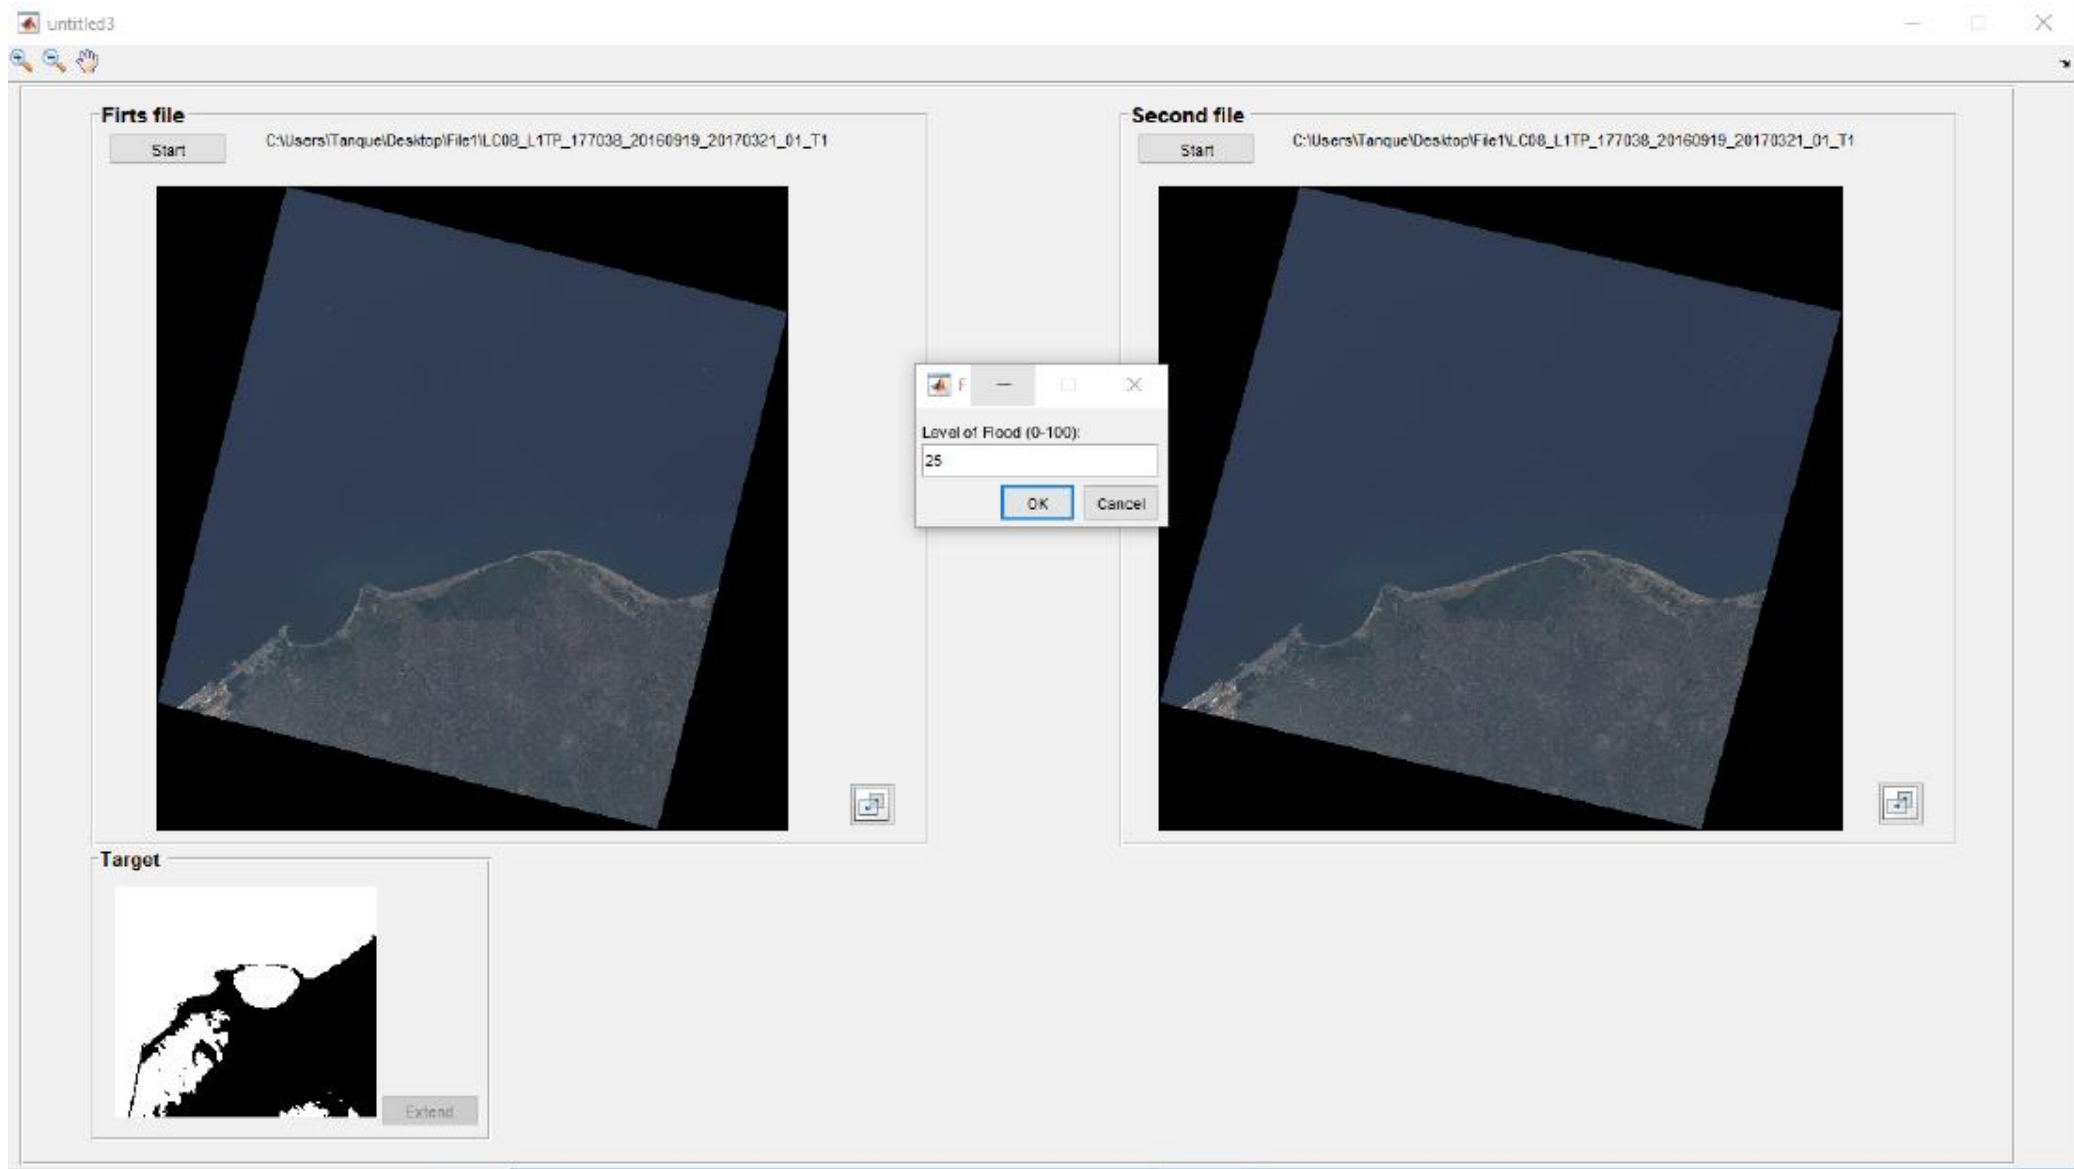 untitled3
Firts file
Start
C:\Users\Tanque\Desktop\File1\LC08_L1TP_177038_20160919_20170321_01_T1
Second file
Start
C:\Users\Tanque\Desktop\File1\LC08_L1TP_177038_20160919_20170321_01_T1
F
Level of Flood (0-100):
25
OK
Cancel
Target
Extend